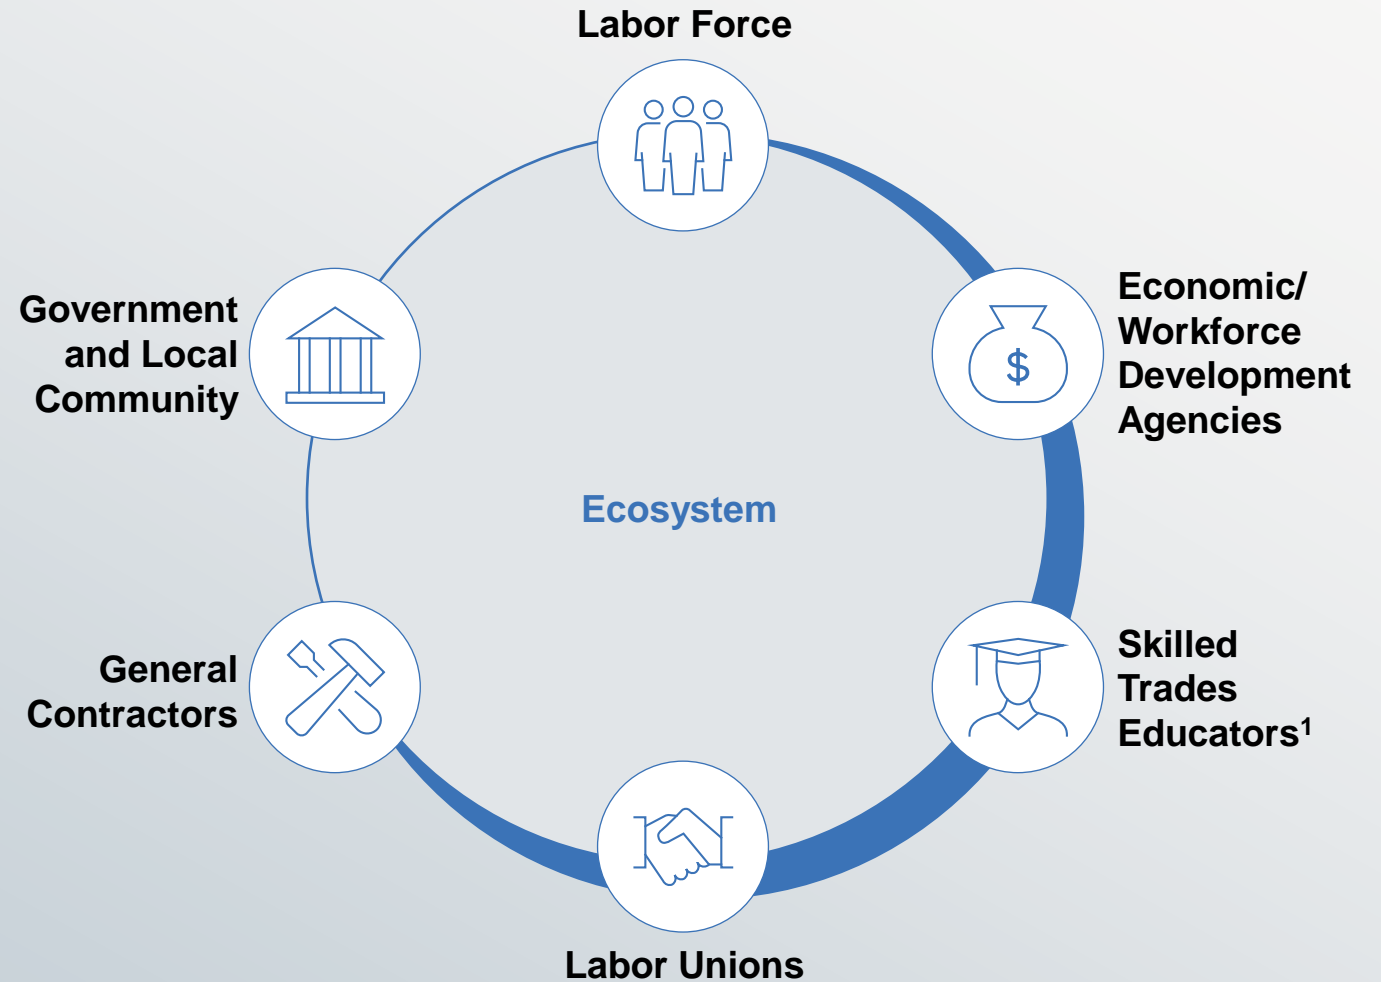 Labor Force
Government
and Local
Community
Economic/
Workforce
Development
Agencies
$
Ecosystem
General
Contractors
Skilled
Trades
Educators¹
Labor Unions